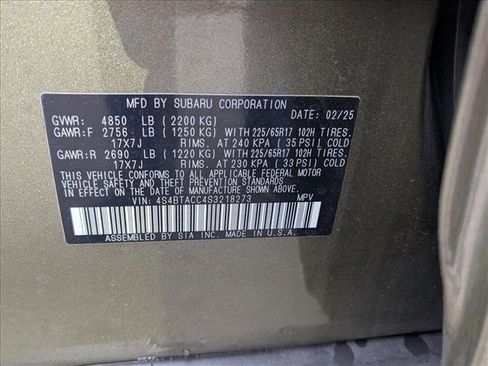 MFD BY SUBARU CORPORATION
GVWR: 4850 LB (2200 KG) DATE: 02/25
GAWR:F 2756 LB (1250 KG) WITH 225/65R17 102H TIRES.
17X7J RIMS. AT 240 KPA (35 PSI) COLD
GAWR:R 2690 LB (1220 KG) WITH 225/65R17 102H TIRES.
17X7J RIMS. AT 230 KPA (33 PSI) COLD
THIS VEHICLE CONFORMS TO ALL APPLICABLE FEDERAL MOTOR
VEHICLE SAFETY AND THEFT PREVENTION STANDARDS
IN EFFECT ON THE DATE OF MANUFACTURE SHOWN ABOVE.
VIN: 4S4BTACC4S3218273 MPV
ASSEMBLED BY SIA INC. MADE IN U.S.A.